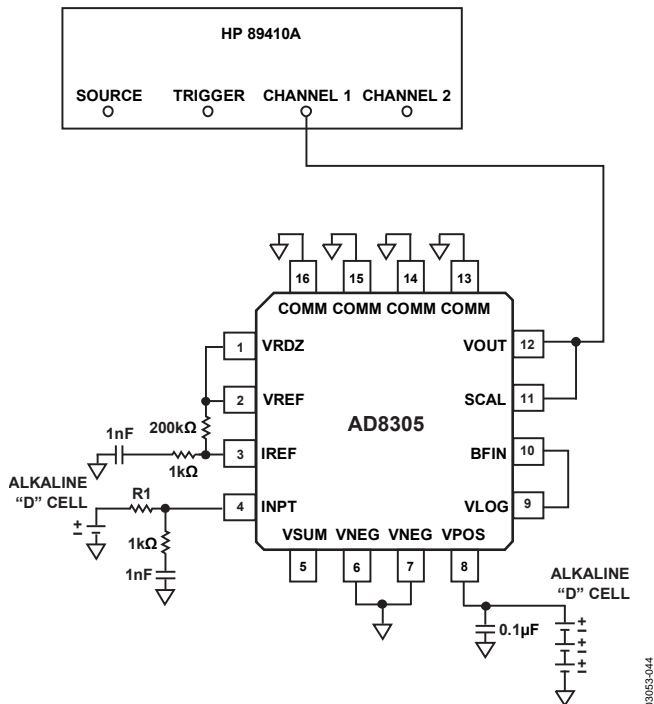 HP 89410A
SOURCE TRIGGER CHANNEL 1 CHANNEL 2
16 15 14 13
COMM COMM COMM COMM
1 VRDZ
VOUT 12
2 VREF
SCAL 11
200kΩ
AD8305
1nF
3 IREF
BFIN 10
1kΩ
ALKALINE
"D" CELL
R1
4 INPT
VLOG 9
+
–
1kΩ
1nF
VSUM VNEG VNEG VPOS
5 6 7 8
ALKALINE
"D" CELL
0.1µF
+
–
+
–
+
–
03053-044